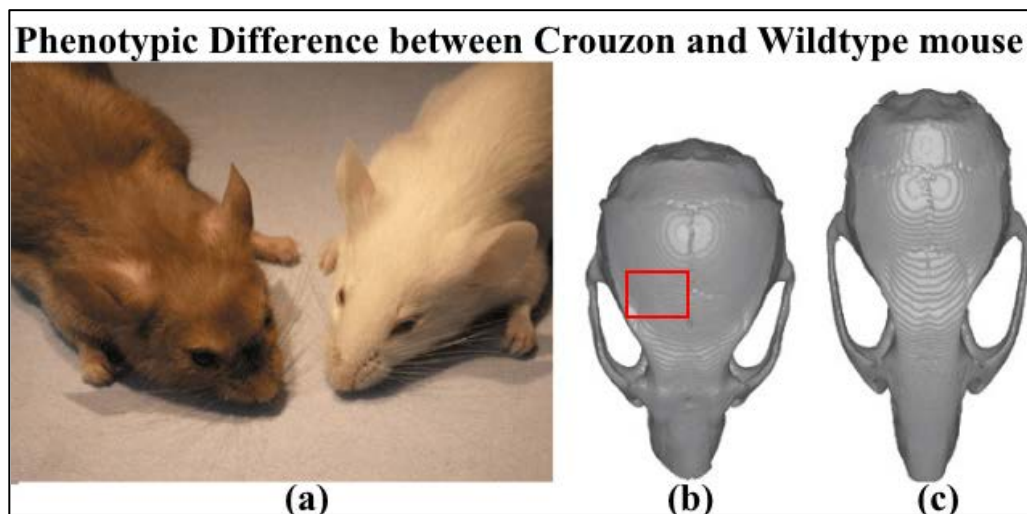 Phenotypic Difference between Crouzon and Wildtype mouse
(a)
(b)
(c)